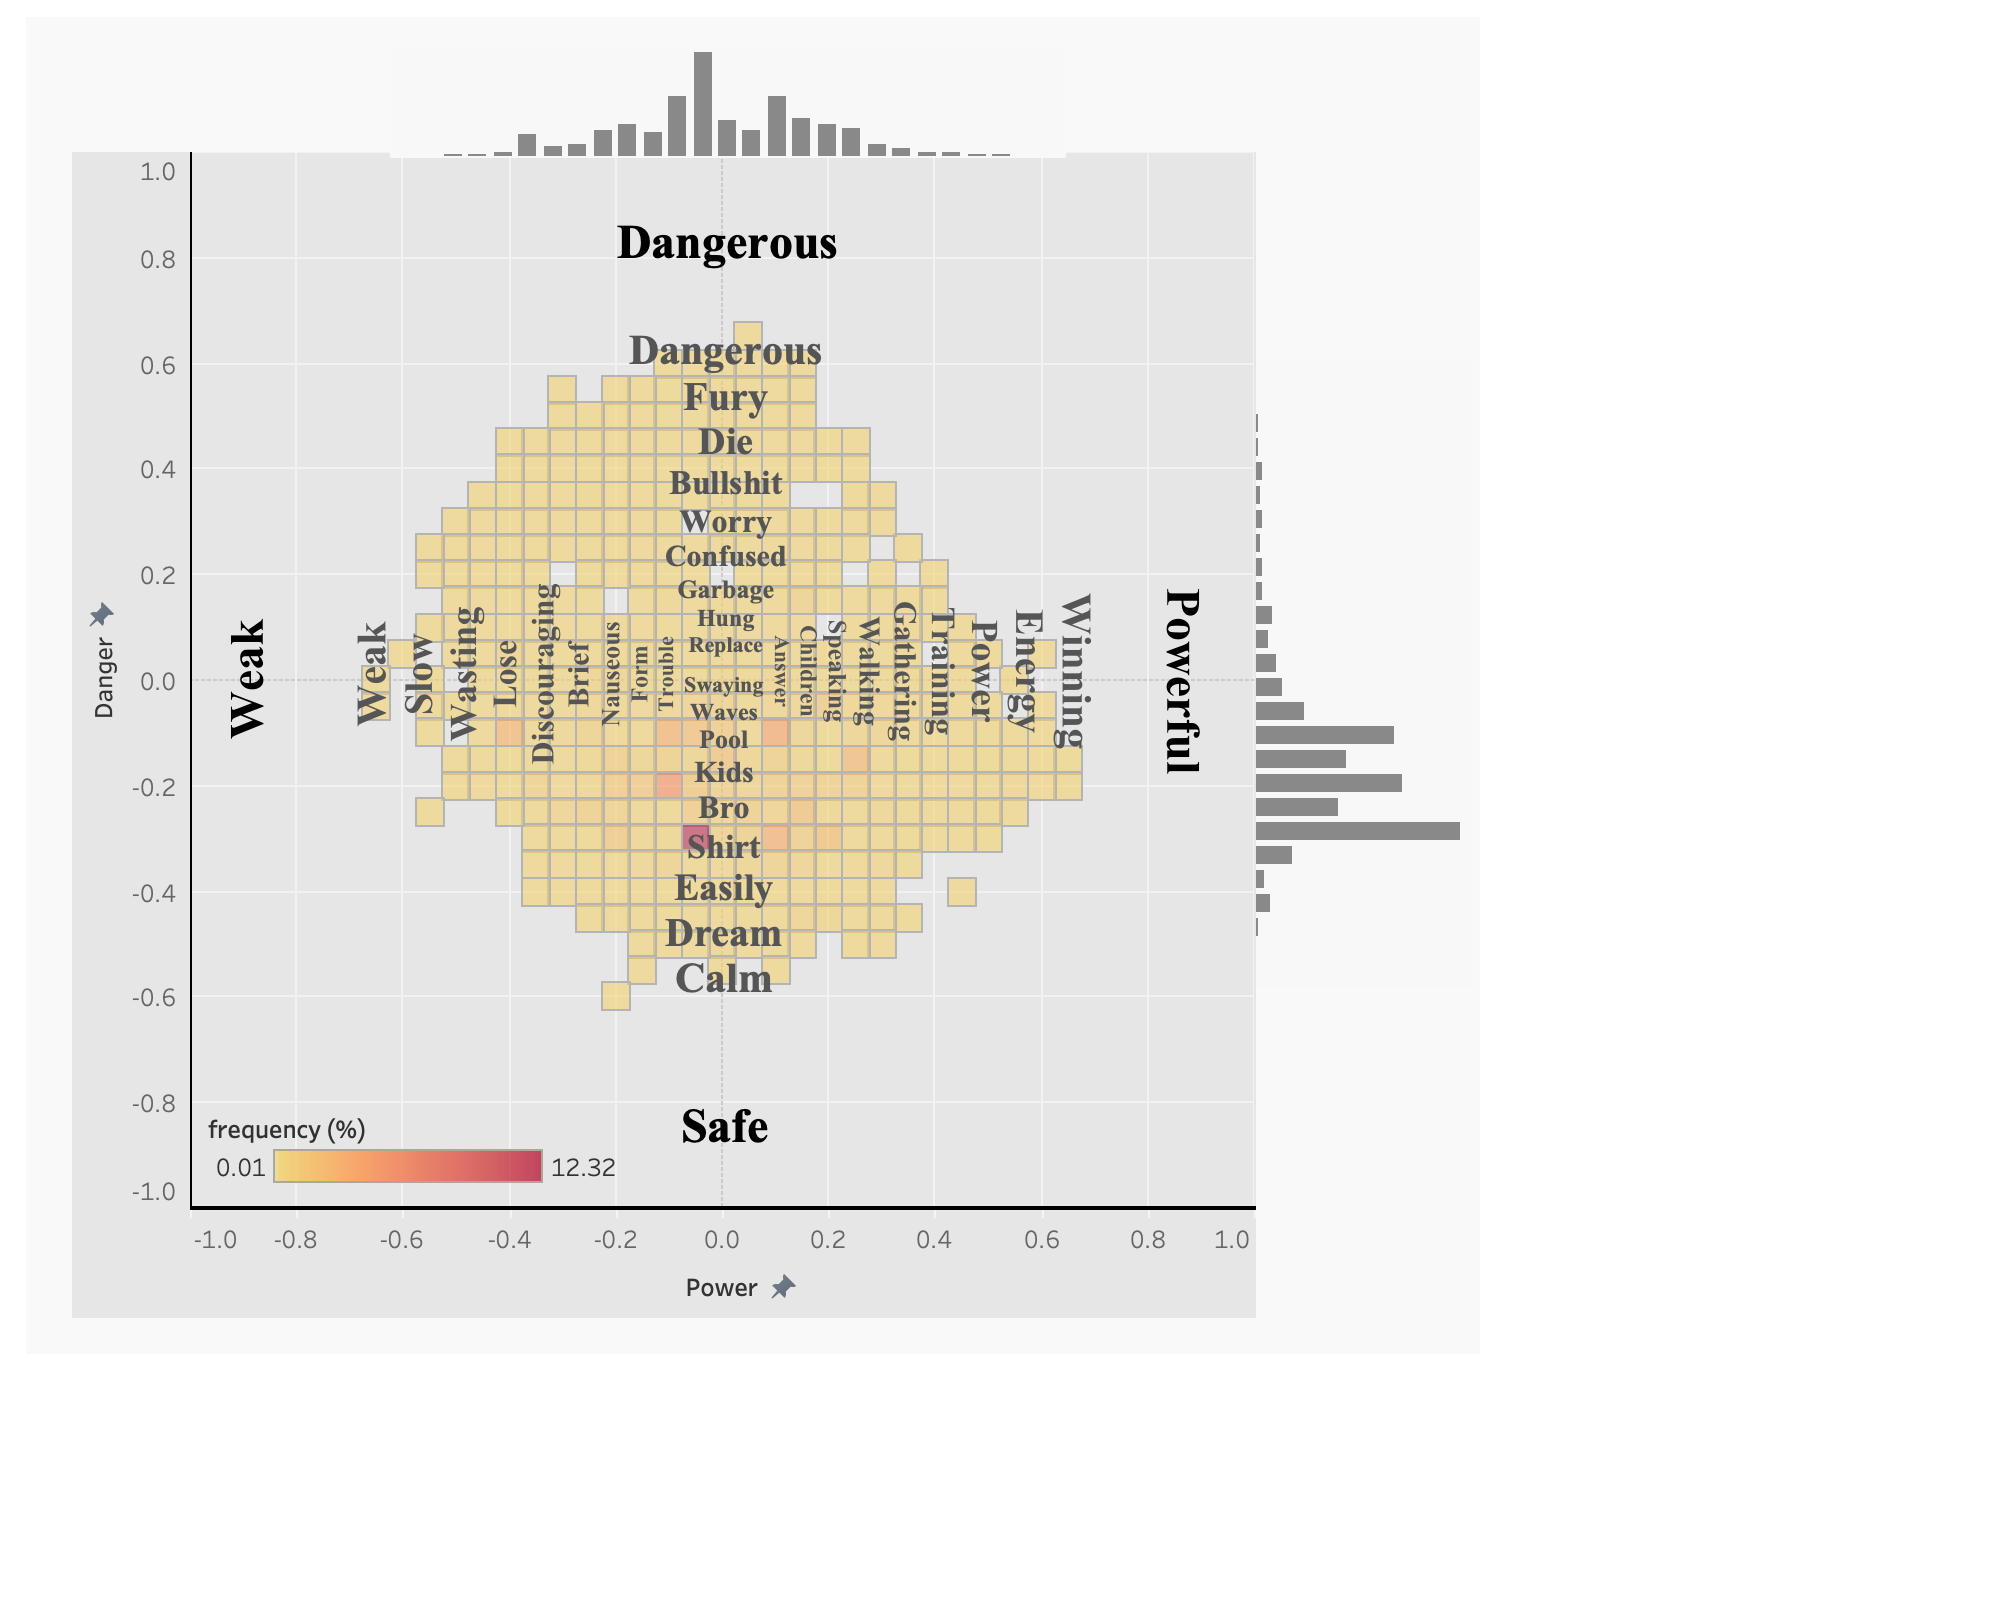 1.0
Dangerous
0.8
Dangerous
0.6
Fury
Die
0.4
Bullshit
Worry
Confused
0.2
Garbage
Hung
Replace
Danger
0.0
Weak
Weak
Slow
Wasting
Lose
Discouraging
Brief
Nauseous
Form
Trouble
Answer
Children
Speaking
Walking
Gathering
Training
Power
Energy
Winning
Powerful
Swaying
Waves
Pool
Kids
-0.2
Bro
Shirt
Easily
-0.4
Dream
Calm
-0.6
-0.8
Safe
frequency (%)
0.01 12.32
-1.0
-1.0 -0.8 -0.6 -0.4 -0.2 0.0 0.2 0.4 0.6 0.8 1.0
Power